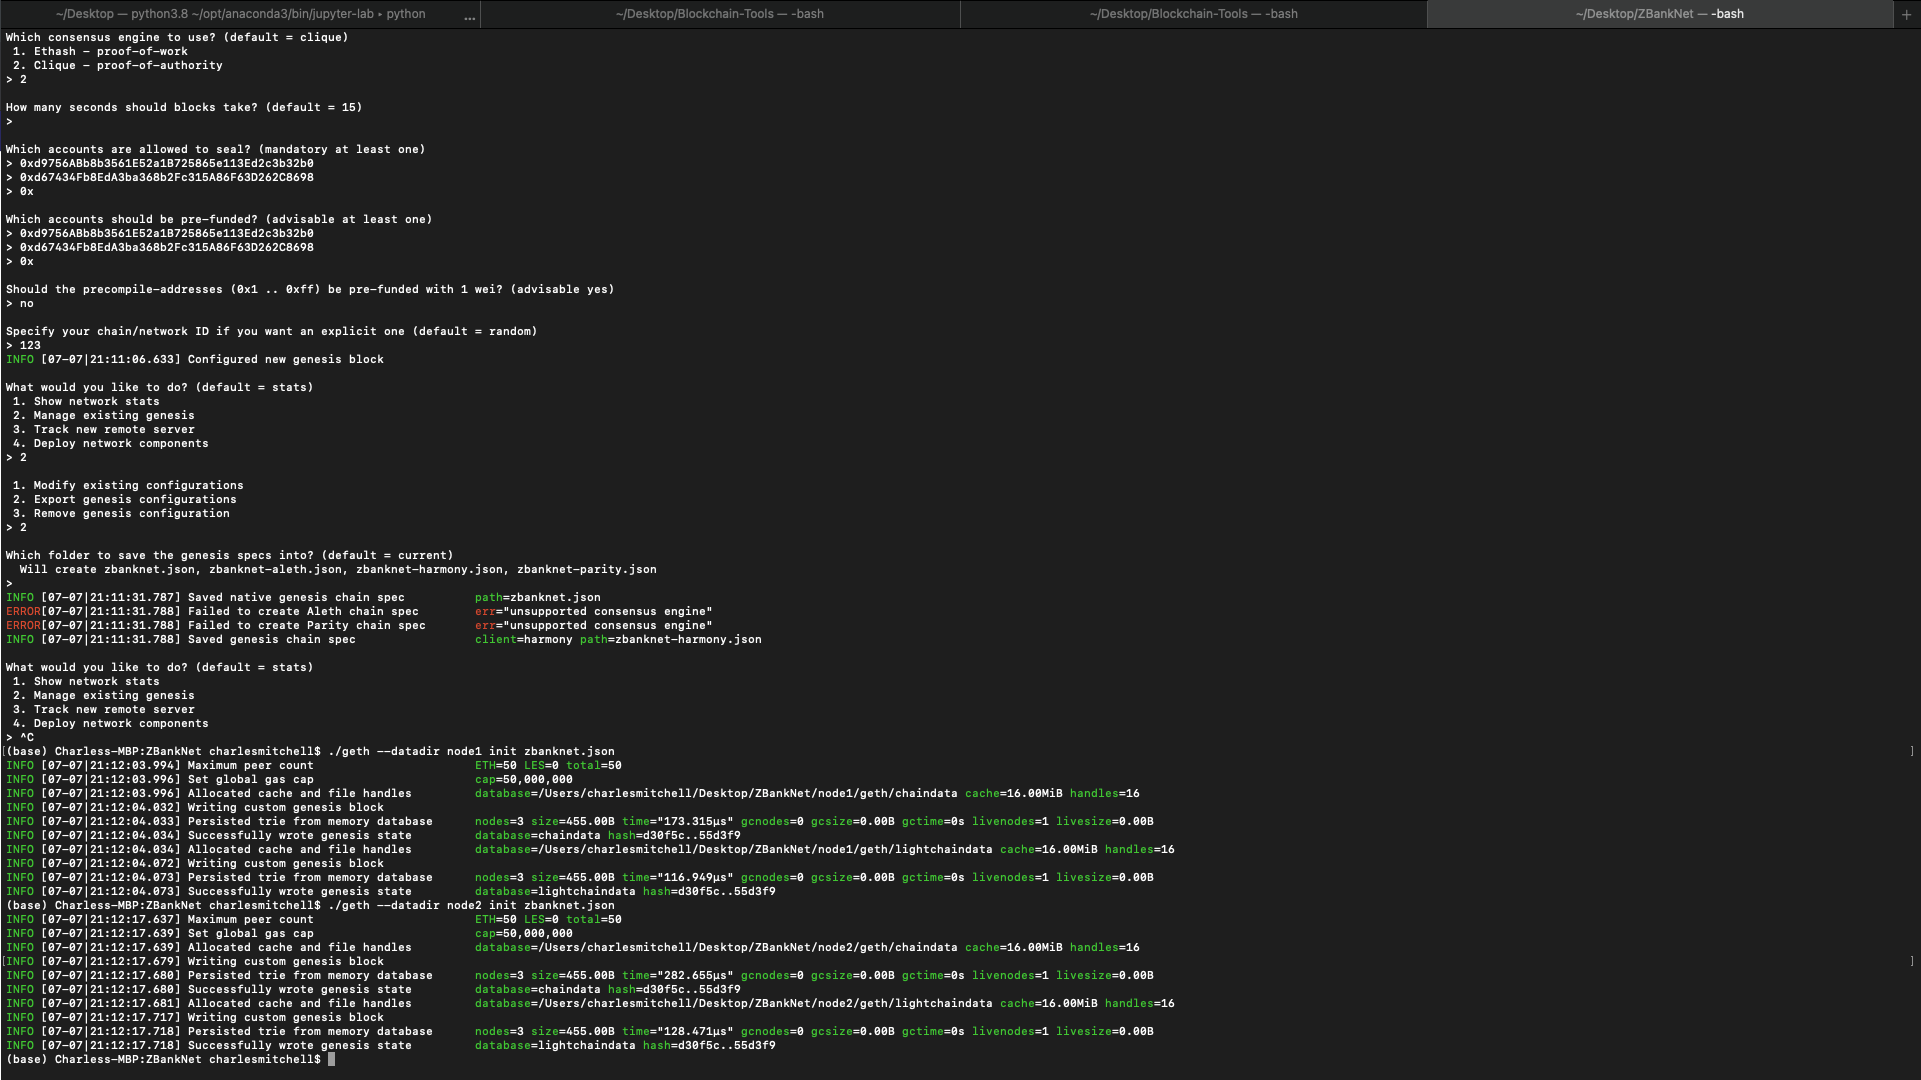 ~/Desktop — python3.8 ~/opt/anaconda3/bin/jupyter-lab ▸ python ... ~/Desktop/Blockchain-Tools — -bash ~/Desktop/Blockchain-Tools — -bash ~/Desktop/ZBankNet — -bash +
Which consensus engine to use? (default = clique)
 1. Ethash - proof-of-work
 2. Clique - proof-of-authority
> 2
How many seconds should blocks take? (default = 15)
>
Which accounts are allowed to seal? (mandatory at least one)
> 0xd9756ABb8b3561E52a1B725865e113Ed2c3b32b0
> 0xd67434Fb8EdA3ba368b2Fc315A86F63D262C8698
> 0x
Which accounts should be pre-funded? (advisable at least one)
> 0xd9756ABb8b3561E52a1B725865e113Ed2c3b32b0
> 0xd67434Fb8EdA3ba368b2Fc315A86F63D262C8698
> 0x
Should the precompile-addresses (0x1 .. 0xff) be pre-funded with 1 wei? (advisable yes)
> no
Specify your chain/network ID if you want an explicit one (default = random)
> 123
INFO [07-07|21:11:06.633] Configured new genesis block
What would you like to do? (default = stats)
 1. Show network stats
 2. Manage existing genesis
 3. Track new remote server
 4. Deploy network components
> 2
 1. Modify existing configurations
 2. Export genesis configurations
 3. Remove genesis configuration
> 2
Which folder to save the genesis specs into? (default = current)
  Will create zbanknet.json, zbanknet-aleth.json, zbanknet-harmony.json, zbanknet-parity.json
>
INFO [07-07|21:11:31.787] Saved native genesis chain spec path=zbanknet.json
ERROR[07-07|21:11:31.788] Failed to create Aleth chain spec err="unsupported consensus engine"
ERROR[07-07|21:11:31.788] Failed to create Parity chain spec err="unsupported consensus engine"
INFO [07-07|21:11:31.788] Saved genesis chain spec client=harmony path=zbanknet-harmony.json
What would you like to do? (default = stats)
 1. Show network stats
 2. Manage existing genesis
 3. Track new remote server
 4. Deploy network components
> ^C
[(base) Charless-MBP:ZBankNet charlesmitchell$ ./geth --datadir node1 init zbanknet.json ]
INFO [07-07|21:12:03.994] Maximum peer count ETH=50 LES=0 total=50
INFO [07-07|21:12:03.996] Set global gas cap cap=50,000,000
INFO [07-07|21:12:03.996] Allocated cache and file handles database=/Users/charlesmitchell/Desktop/ZBankNet/node1/geth/chaindata cache=16.00MiB handles=16
INFO [07-07|21:12:04.032] Writing custom genesis block
INFO [07-07|21:12:04.033] Persisted trie from memory database nodes=3 size=455.00B time="173.315µs" gcnodes=0 gcsize=0.00B gctime=0s livenodes=1 livesize=0.00B
INFO [07-07|21:12:04.034] Successfully wrote genesis state database=chaindata hash=d30f5c..55d3f9
INFO [07-07|21:12:04.034] Allocated cache and file handles database=/Users/charlesmitchell/Desktop/ZBankNet/node1/geth/lightchaindata cache=16.00MiB handles=16
INFO [07-07|21:12:04.072] Writing custom genesis block
INFO [07-07|21:12:04.073] Persisted trie from memory database nodes=3 size=455.00B time="116.949µs" gcnodes=0 gcsize=0.00B gctime=0s livenodes=1 livesize=0.00B
INFO [07-07|21:12:04.073] Successfully wrote genesis state database=lightchaindata hash=d30f5c..55d3f9
(base) Charless-MBP:ZBankNet charlesmitchell$ ./geth --datadir node2 init zbanknet.json
INFO [07-07|21:12:17.637] Maximum peer count ETH=50 LES=0 total=50
INFO [07-07|21:12:17.639] Set global gas cap cap=50,000,000
INFO [07-07|21:12:17.639] Allocated cache and file handles database=/Users/charlesmitchell/Desktop/ZBankNet/node2/geth/chaindata cache=16.00MiB handles=16
[INFO [07-07|21:12:17.679] Writing custom genesis block ]
INFO [07-07|21:12:17.680] Persisted trie from memory database nodes=3 size=455.00B time="282.655µs" gcnodes=0 gcsize=0.00B gctime=0s livenodes=1 livesize=0.00B
INFO [07-07|21:12:17.680] Successfully wrote genesis state database=chaindata hash=d30f5c..55d3f9
INFO [07-07|21:12:17.681] Allocated cache and file handles database=/Users/charlesmitchell/Desktop/ZBankNet/node2/geth/lightchaindata cache=16.00MiB handles=16
INFO [07-07|21:12:17.717] Writing custom genesis block
INFO [07-07|21:12:17.718] Persisted trie from memory database nodes=3 size=455.00B time="128.471µs" gcnodes=0 gcsize=0.00B gctime=0s livenodes=1 livesize=0.00B
INFO [07-07|21:12:17.718] Successfully wrote genesis state database=lightchaindata hash=d30f5c..55d3f9
(base) Charless-MBP:ZBankNet charlesmitchell$